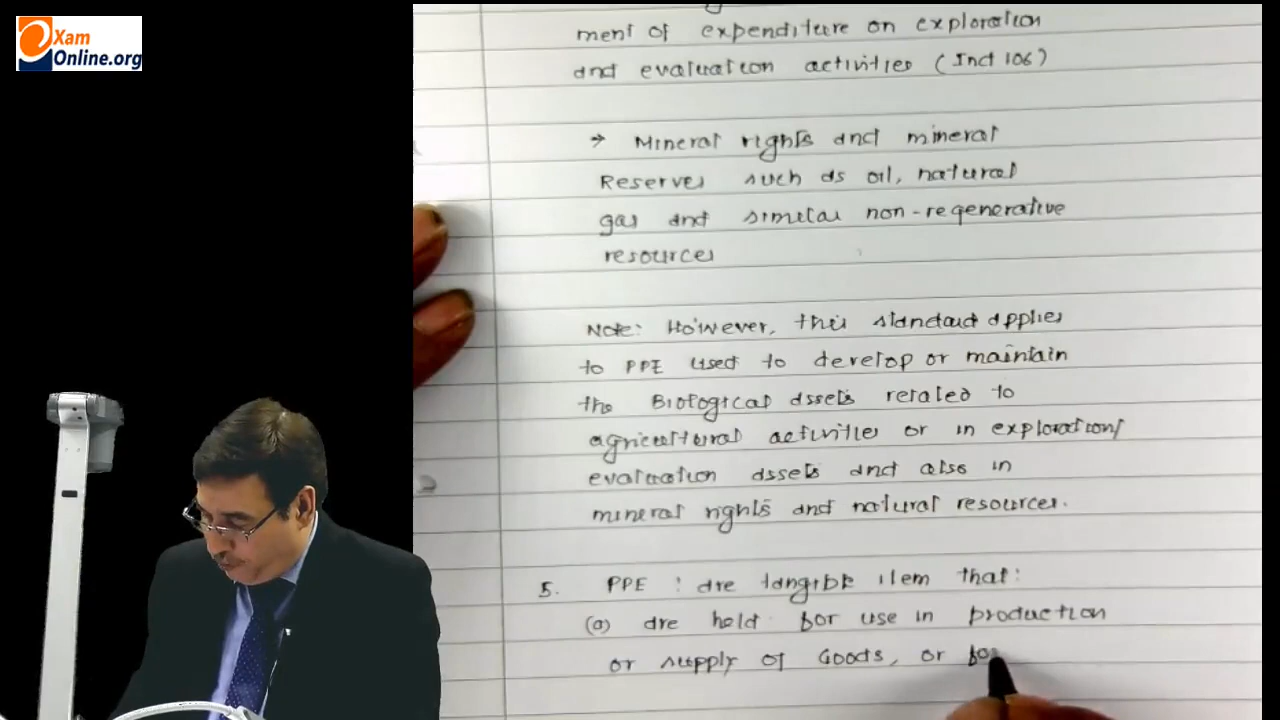 Xam
Online.org
ment of expenditure on exploration
and evaluation activities (Ind 106)
→ Mineral rights and mineral
Reserves such as oil, natural
gas and similar non-regenerative
resources
Note: However, this standard applies
to PPE used to develop or maintain
the Biological assets related to
agricultural activities or in exploration/
evaluation assets and also in
mineral rights and natural resources.
5. PPE : are tangible item that:
(a) are held for use in production
or supply of Goods, or for